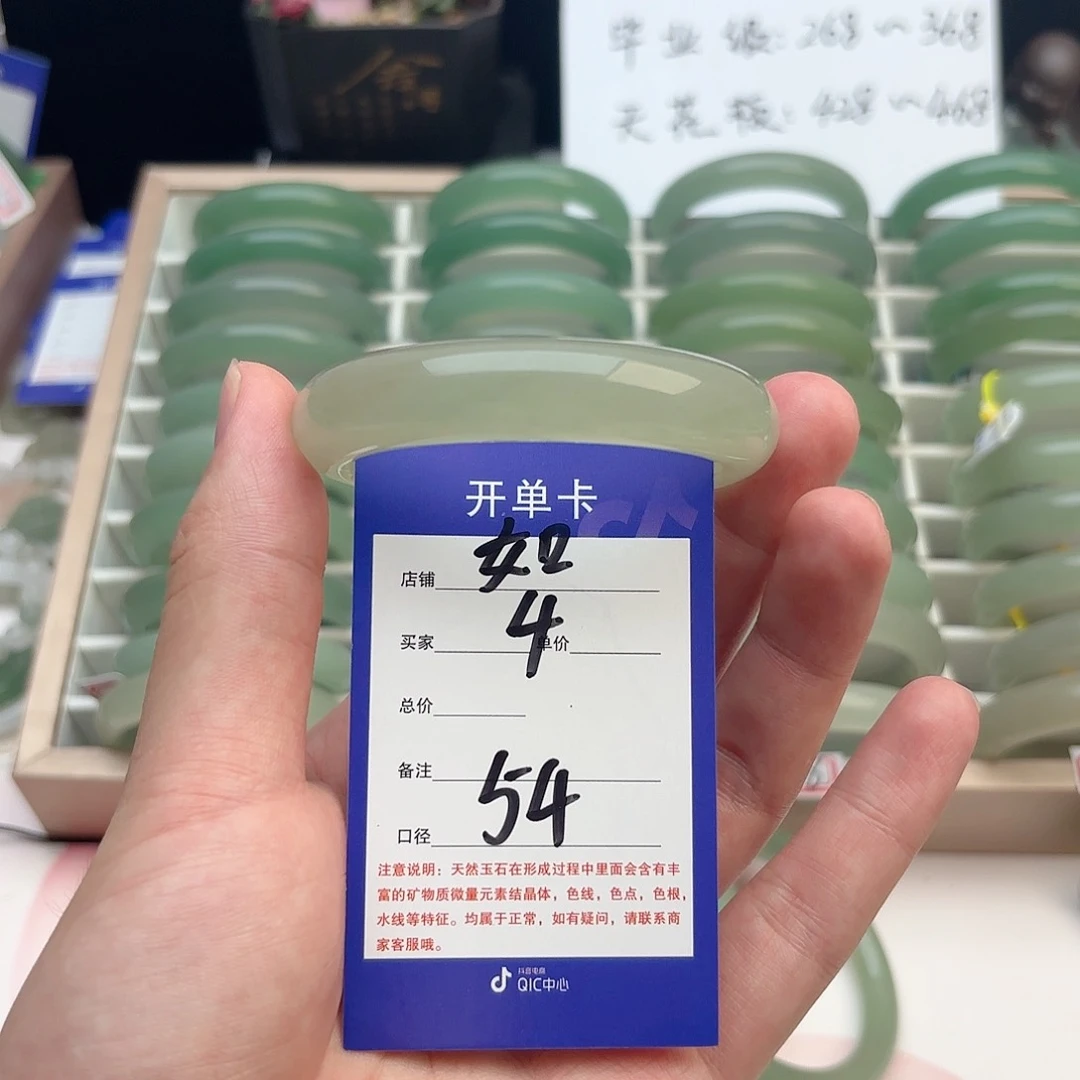 毕业级:268~368
天花板:428~468
开单卡
店铺 如
买家 4 单价
总价
备注
口径 54
注意说明:天然玉石在形成过程中里面会含有丰
富的矿物质微量元素结晶体,色线,色点,色根,
水线等特征。均属于正常,如有疑问,请联系商
家客服哦。
抖音电商
QIC中心